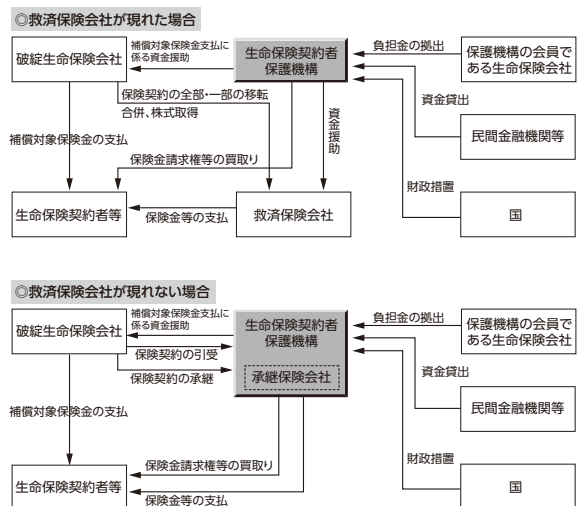 ◎救済保険会社が現れた場合
破綻生命保険会社
補償対象保険金支払に
係る資金援助
生命保険契約者
保護機構
負担金の拠出
保護機構の会員で
ある生命保険会社
保険契約の全部・一部の移転
合併、株式取得
資金援助
資金貸出
民間金融機関等
補償対象保険金の支払
保険金請求権等の買取り
財政措置
生命保険契約者等
保険金等の支払
救済保険会社
国
◎救済保険会社が現れない場合
破綻生命保険会社
補償対象保険金支払に
係る資金援助
生命保険契約者
保護機構
負担金の拠出
保護機構の会員で
ある生命保険会社
保険契約の引受
保険契約の承継
承継保険会社
資金貸出
民間金融機関等
補償対象保険金の支払
保険金請求権等の買取り
財政措置
生命保険契約者等
保険金等の支払
国